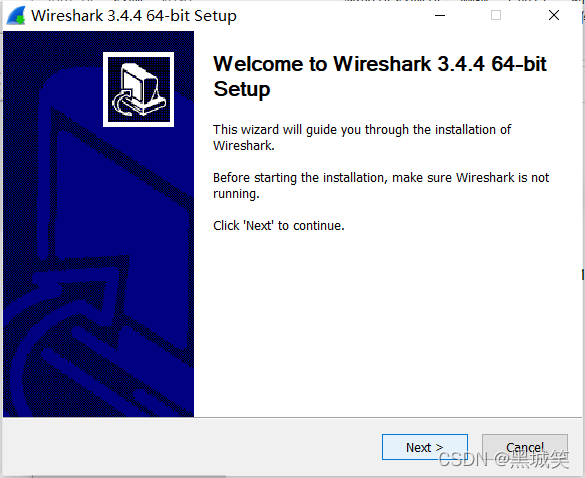 Wireshark 3.4.4 64-bit Setup
Welcome to Wireshark 3.4.4 64-bit
Setup
This wizard will guide you through the installation of
Wireshark.
Before starting the installation, make sure Wireshark is not
running.
Click 'Next' to continue.
Next >
Cancel
CSDN @黑城笑